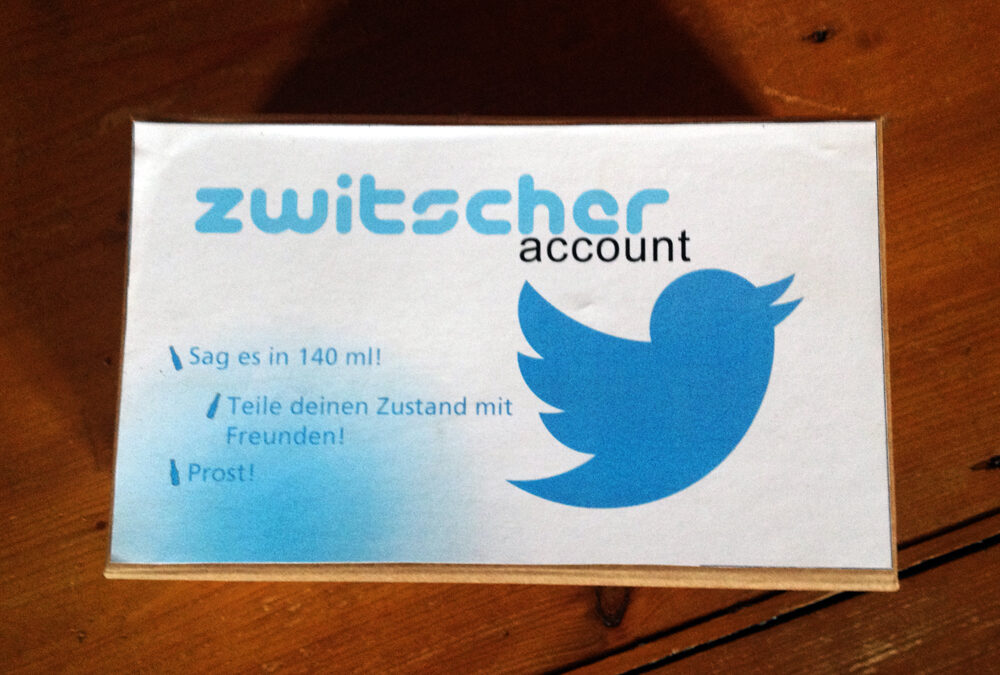 zwitscher
account
Sag es in 140 ml!
Teile deinen Zustand mit
Freunden!
Prost!